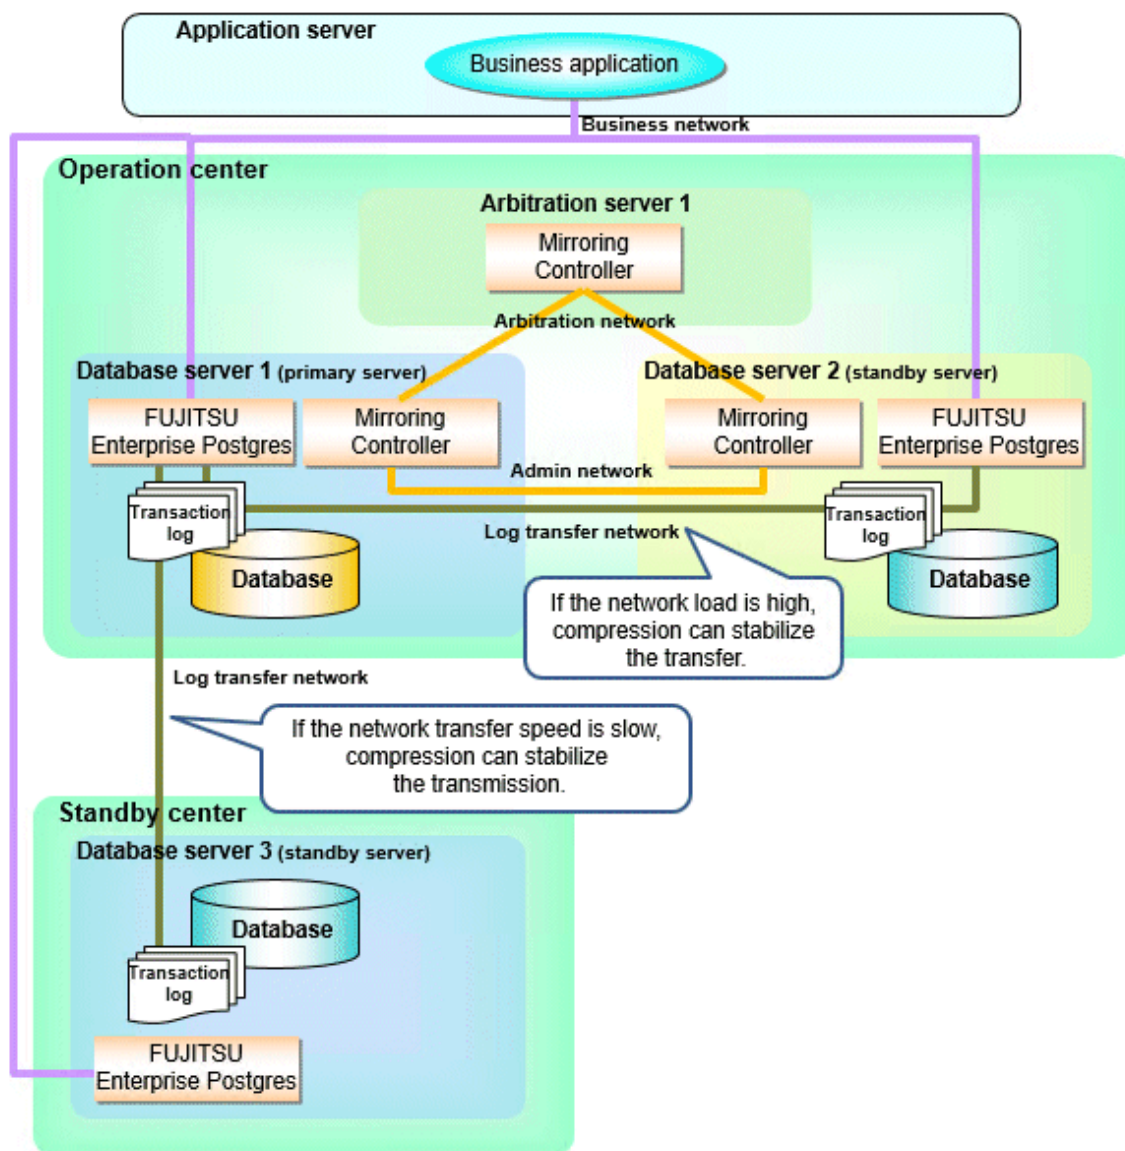 Application server
Business application
Business network
Operation center
Arbitration server 1
Mirroring
Controller
Arbitration network
Database server 1 (primary server)
FUJITSU
Enterprise Postgres
Mirroring
Controller
Database server 2 (standby server)
Mirroring
Controller
FUJITSU
Enterprise Postgres
Admin network
Transaction
log
Database
Log transfer network
Transaction
log
Database
If the network load is high,
compression can stabilize
the transfer.
Log transfer network
If the network transfer speed is slow,
compression can stabilize
the transmission.
Standby center
Database server 3 (standby server)
Database
Transaction
log
FUJITSU
Enterprise Postgres